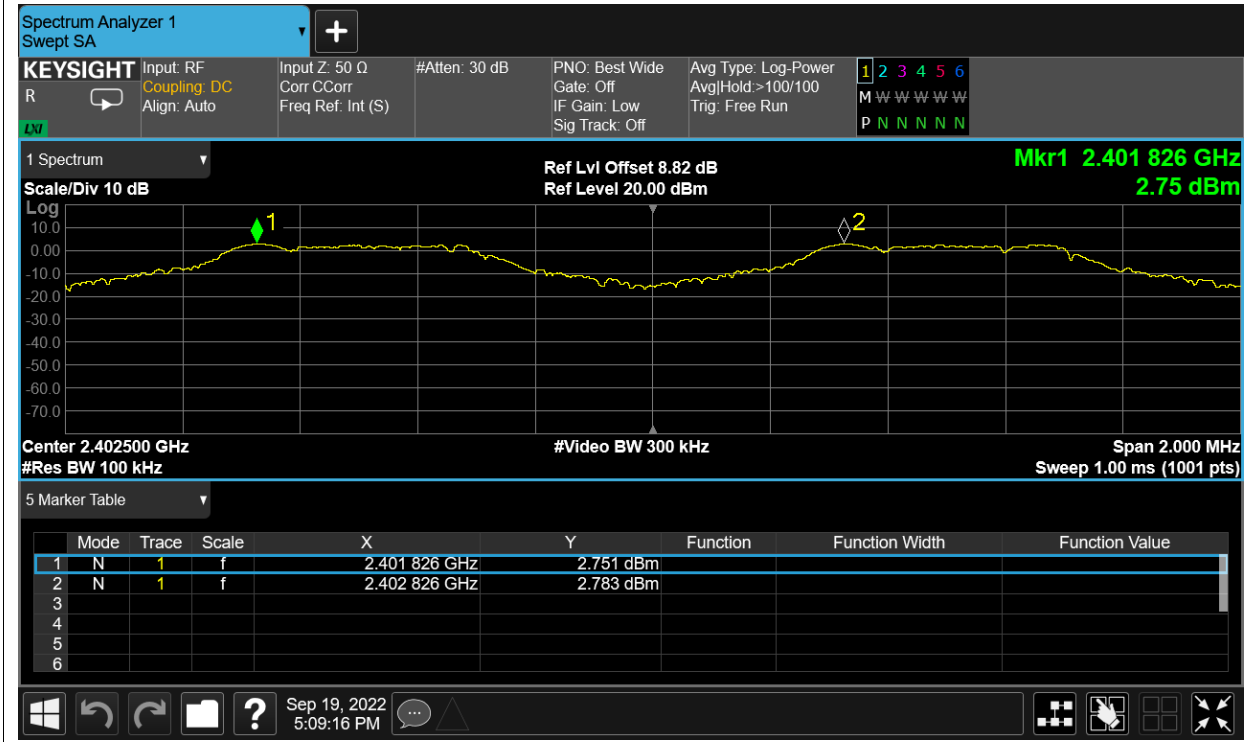 Spectrum Analyzer 1
Swept SA
+
KEYSIGHT Input: RF Input Z: 50 Ω #Atten: 30 dB PNO: Best Wide Avg Type: Log-Power 1 2 3 4 5 6
R Coupling: DC Corr CCorr Gate: Off Avg|Hold:>100/100 M W W W W W
Align: Auto Freq Ref: Int (S) IF Gain: Low Trig: Free Run
LXI Sig Track: Off P N N N N N
1 Spectrum
Ref Lvl Offset 8.82 dB Mkr1 2.401 826 GHz
Scale/Div 10 dB Ref Level 20.00 dBm 2.75 dBm
Log
1 2
10.0
0.00
-10.0
-20.0
-30.0
-40.0
-50.0
-60.0
-70.0
Center 2.402500 GHz #Video BW 300 kHz Span 2.000 MHz
#Res BW 100 kHz Sweep 1.00 ms (1001 pts)
5 Marker Table
Mode Trace Scale X Y Function Function Width Function Value
1 N 1 f 2.401 826 GHz 2.751 dBm
2 N 1 f 2.402 826 GHz 2.783 dBm
3
4
5
6
? Sep 19, 2022
5:09:16 PM